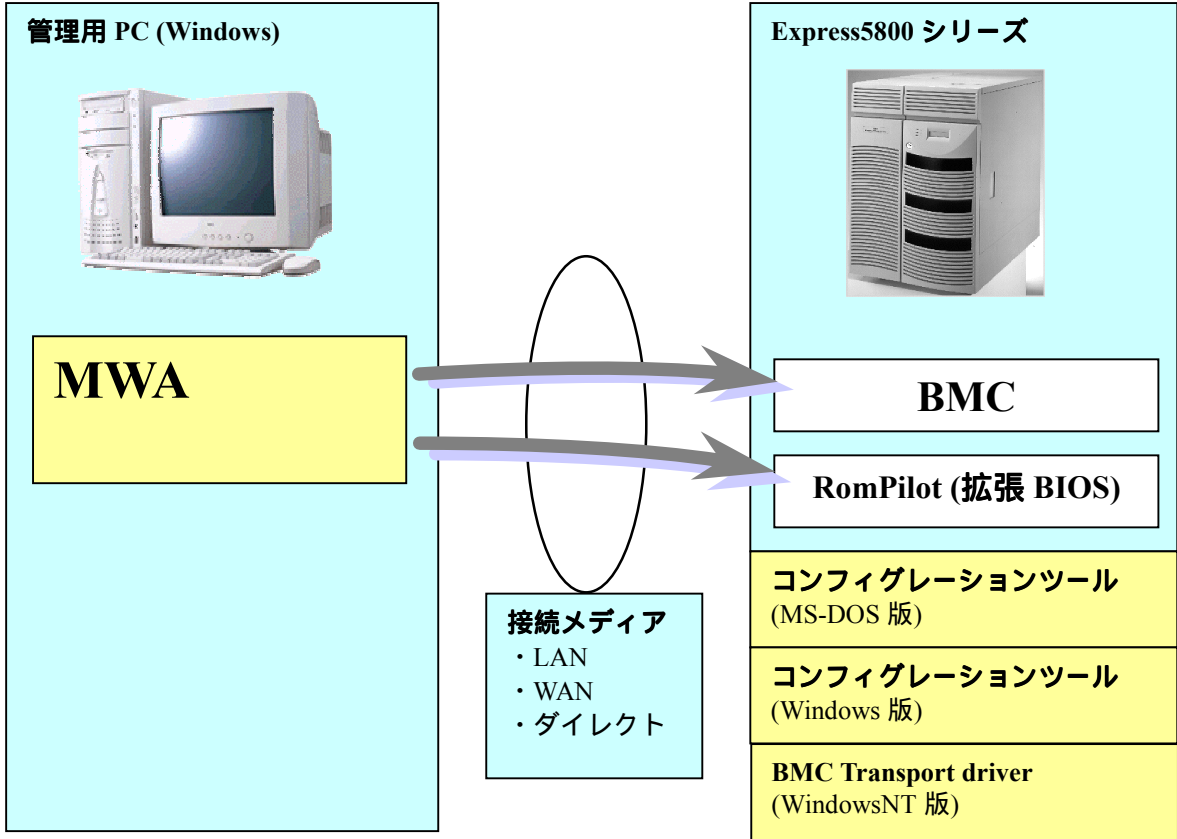 管理用 PC (Windows)
MWA
接続メディア
・LAN
・WAN
・ダイレクト
Express5800 シリーズ
BMC
RomPilot (拡張 BIOS)
コンフィグレーションツール
(MS-DOS 版)
コンフィグレーションツール
(Windows 版)
BMC Transport driver
(WindowsNT 版)